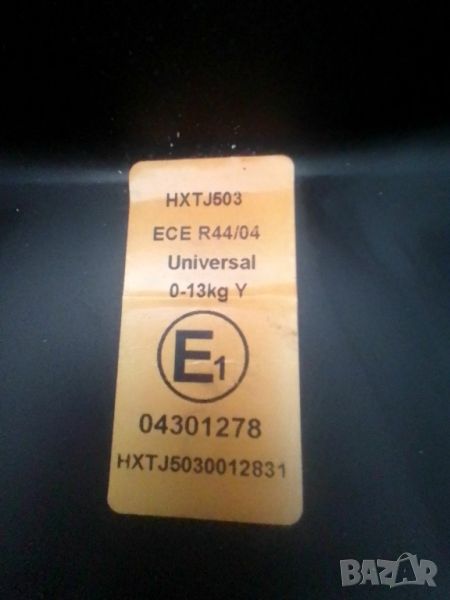 HXTJ503
ECE R44/04
Universal
0-13kg Y
E1
04301278
HXTJ5030012831
BAZAR